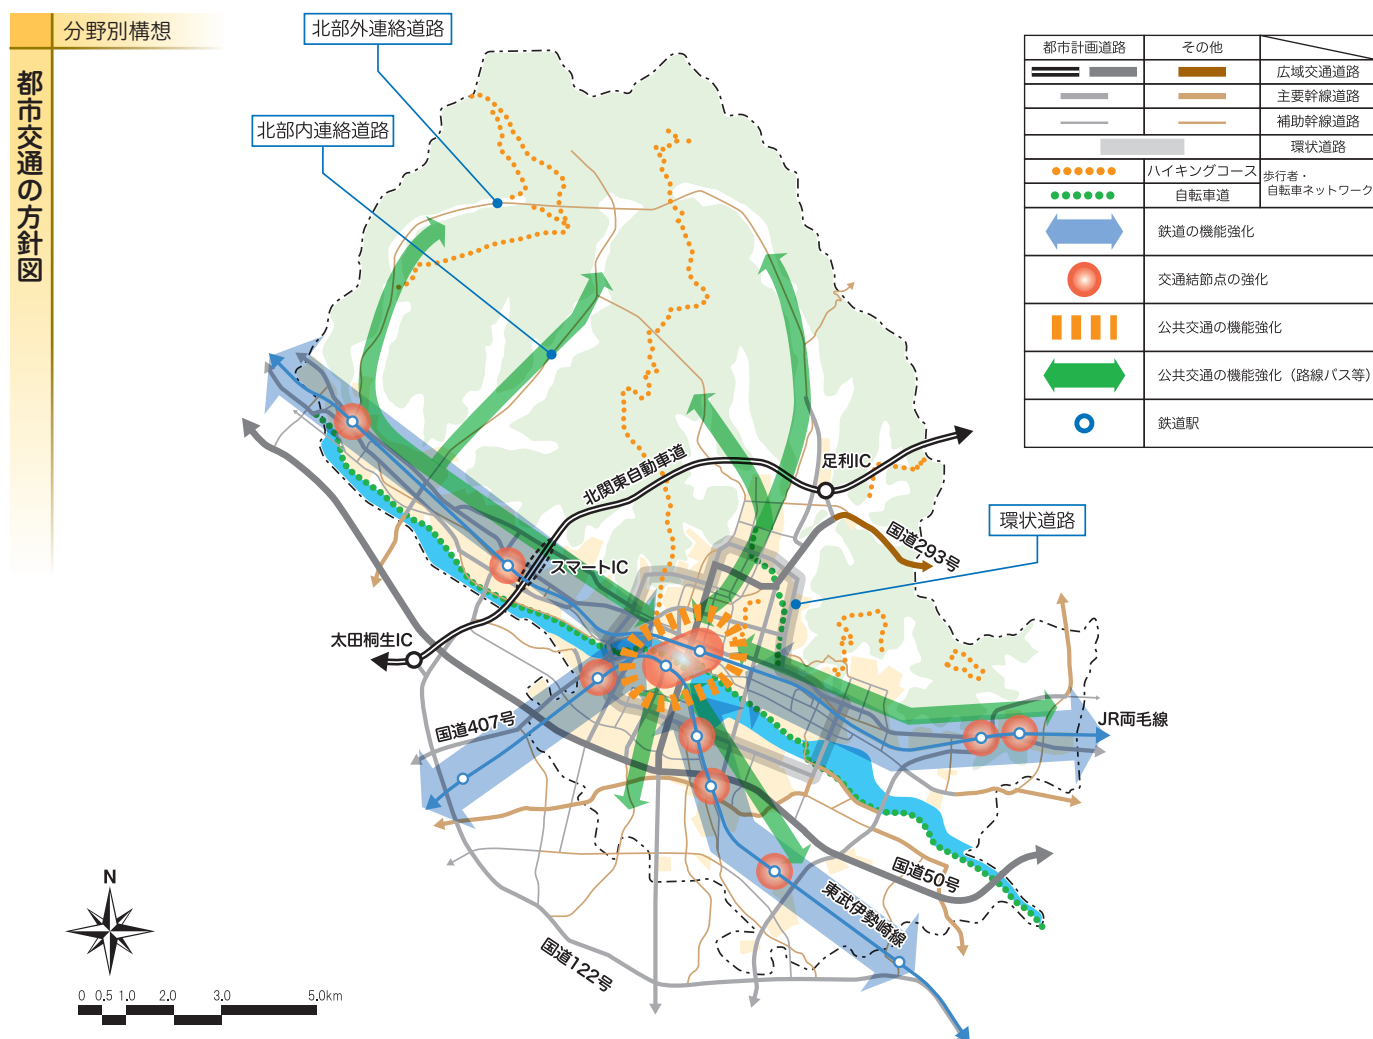 分野別構想
都市交通の方針図
北部外連絡道路
北部内連絡道路
都市計画道路
その他
広域交通道路
主要幹線道路
補助幹線道路
環状道路
ハイキングコース
歩行者・
自転車ネットワーク
自転車道
鉄道の機能強化
交通結節点の強化
公共交通の機能強化
公共交通の機能強化（路線バス等）
鉄道駅
足利IC
北関東自動車道
環状道路
国道293号
スマートIC
太田桐生IC
国道407号
JR両毛線
国道50号
東武伊勢崎線
国道122号
N
0 0.5 1.0 2.0 3.0 5.0km